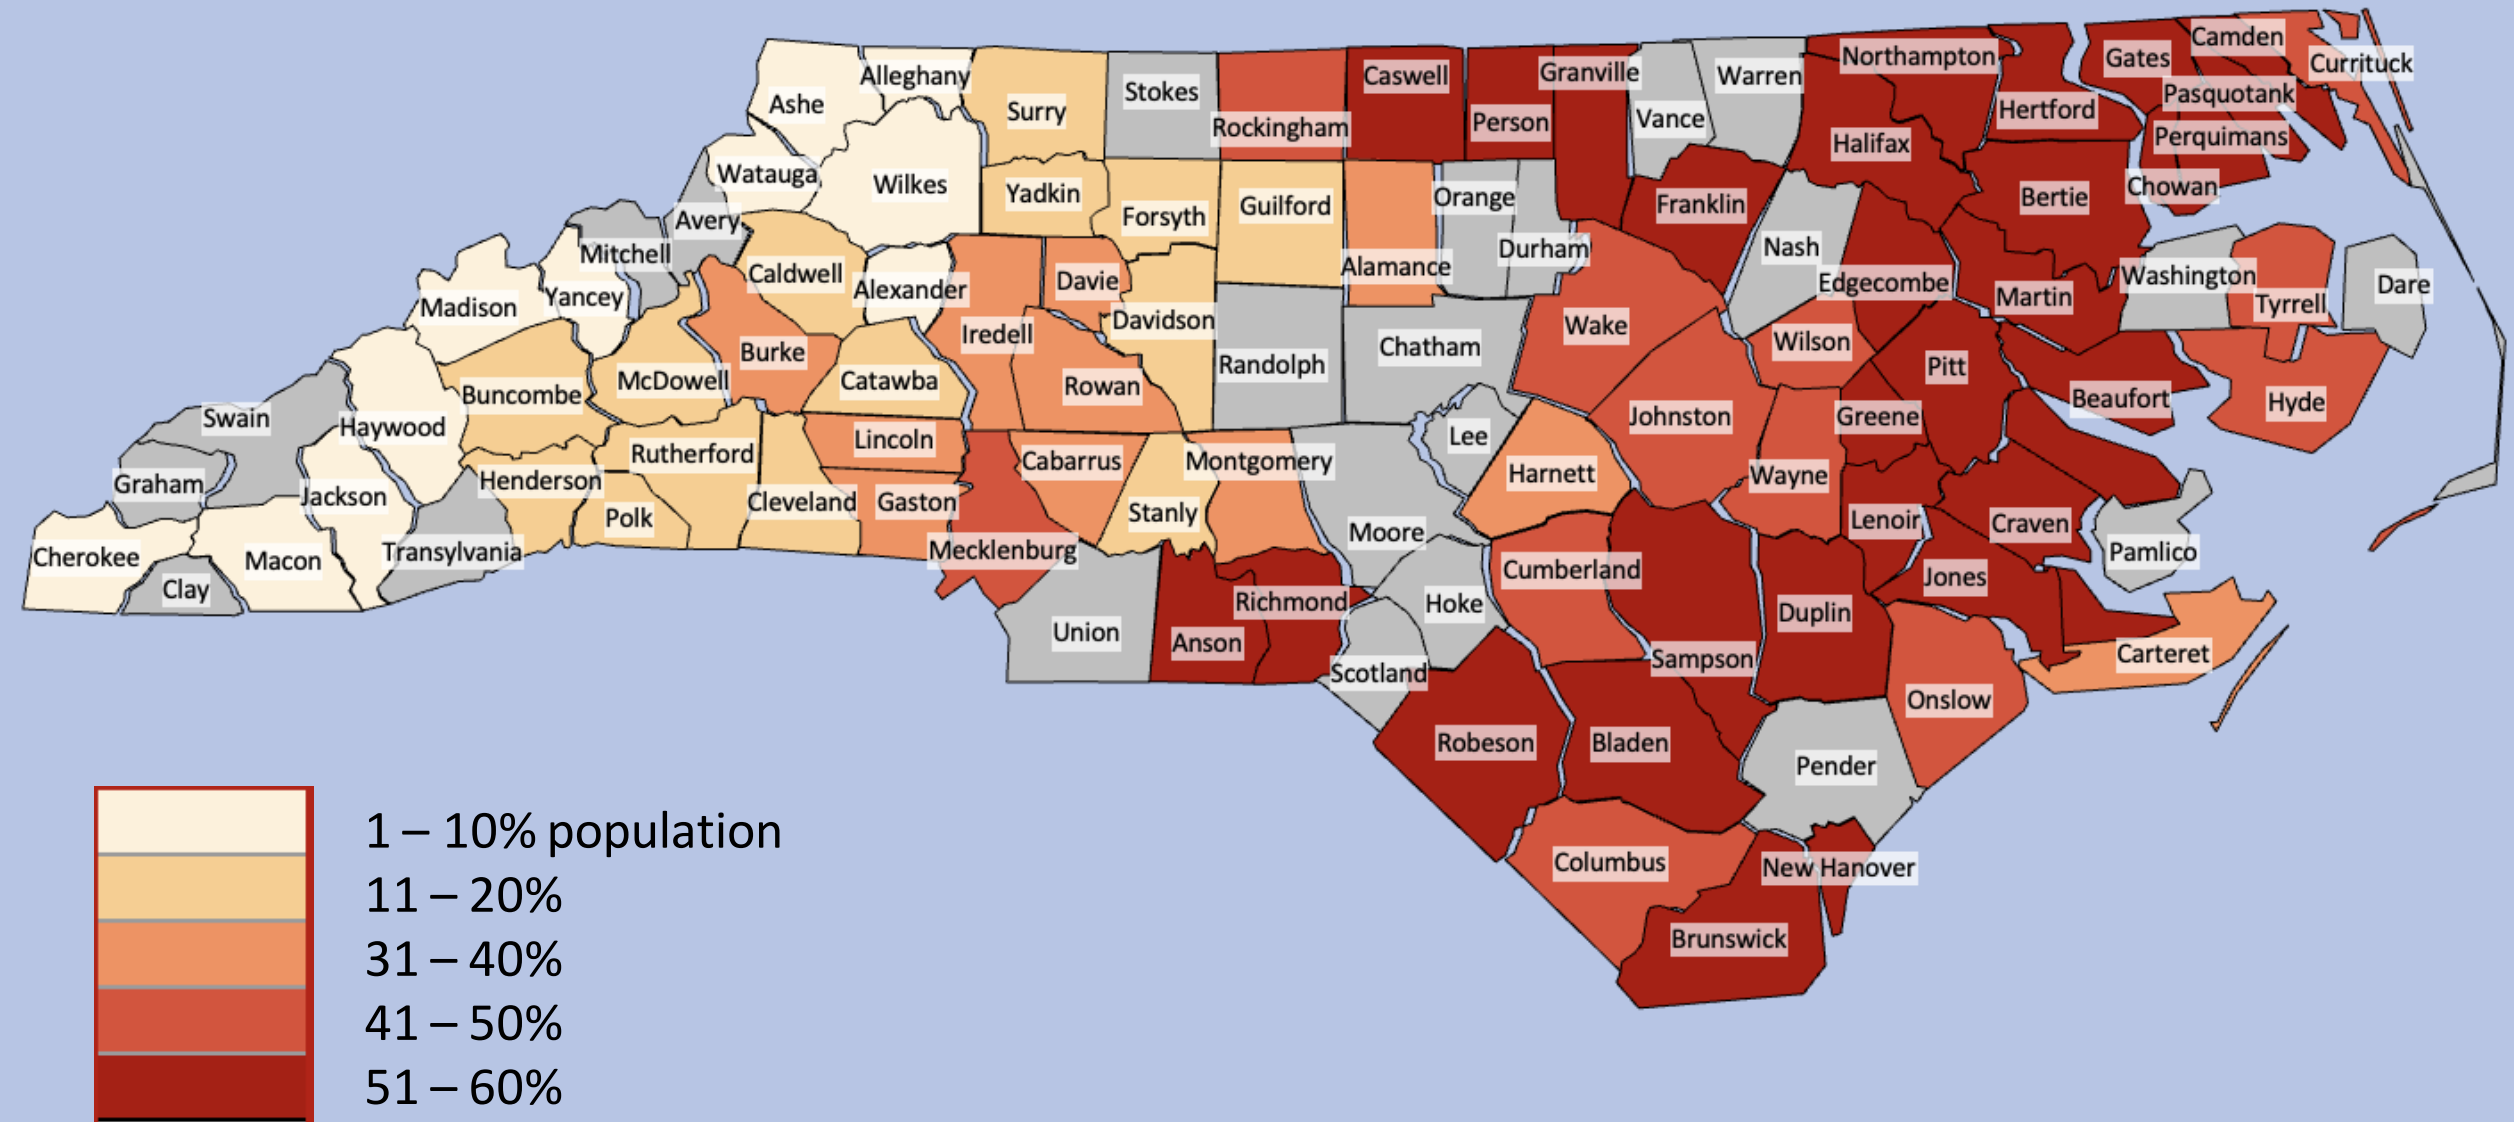 Alleghany
Ashe
Surry
Stokes
Rockingham
Caswell
Person
Granville
Vance
Warren
Northampton
Hertford
Gates
Camden
Currituck
Pasquotank
Perquimans
Chowan
Halifax
Bertie
Watauga
Wilkes
Yadkin
Forsyth
Guilford
Alamance
Orange
Durham
Franklin
Nash
Edgecombe
Martin
Washington
Tyrrell
Dare
Avery
Mitchell
Yancey
Madison
Caldwell
Alexander
Iredell
Davie
Davidson
Randolph
Chatham
Wake
Wilson
Pitt
Beaufort
Hyde
Burke
McDowell
Buncombe
Catawba
Rowan
Johnston
Greene
Swain
Haywood
Graham
Jackson
Henderson
Rutherford
Polk
Cleveland
Lincoln
Gaston
Cabarrus
Montgomery
Stanly
Lee
Harnett
Wayne
Lenoir
Craven
Pamlico
Cherokee
Clay
Macon
Transylvania
Mecklenburg
Moore
Cumberland
Jones
Union
Anson
Richmond
Hoke
Scotland
Sampson
Duplin
Carteret
Onslow
Robeson
Bladen
Pender
Columbus
New Hanover
Brunswick
1 – 10% population
11 – 20%
31 – 40%
41 – 50%
51 – 60%